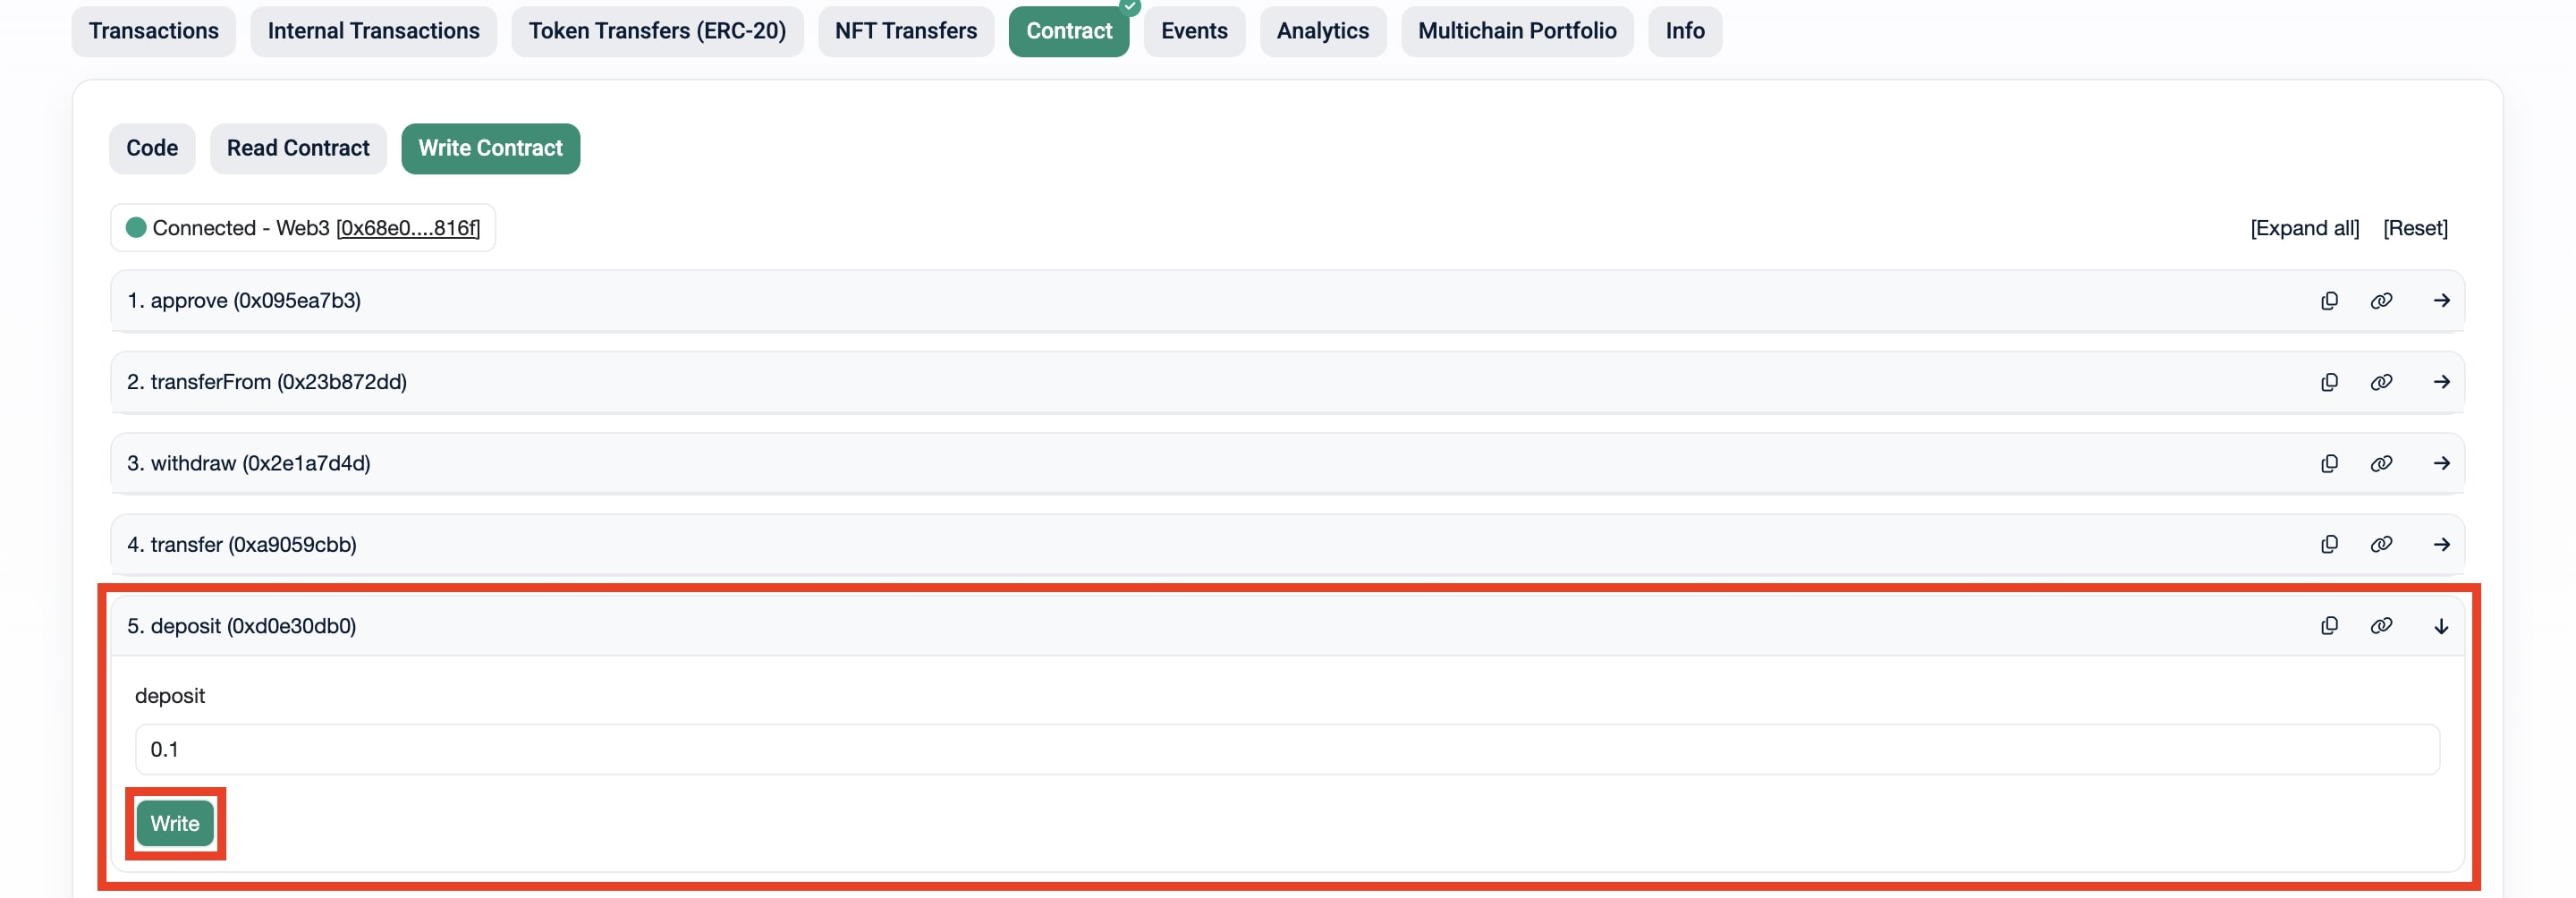 Transactions Internal Transactions Token Transfers (ERC-20) NFT Transfers Contract Events Analytics Multichain Portfolio Info
Code Read Contract Write Contract
Connected - Web3 [0x68e0....816f] [Expand all] [Reset]
1. approve (0x095ea7b3)
2. transferFrom (0x23b872dd)
3. withdraw (0x2e1a7d4d)
4. transfer (0xa9059cbb)
5. deposit (0xd0e30db0)
deposit
0.1
Write